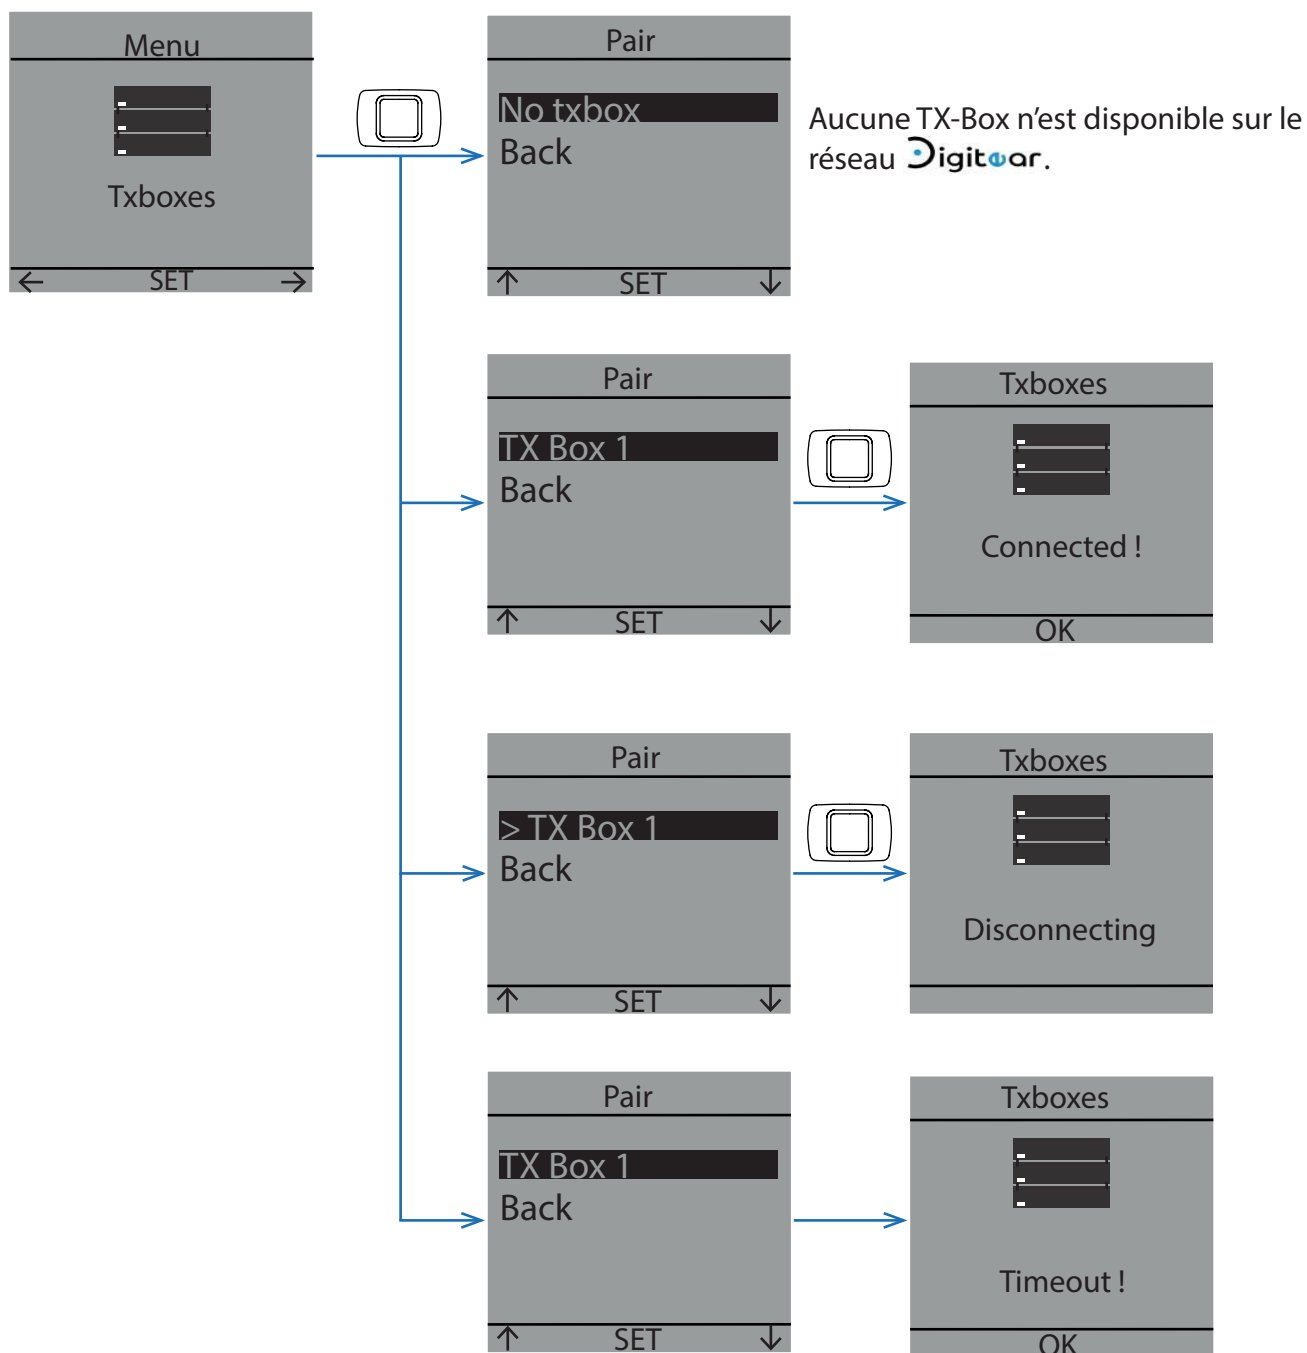 Menu
Txboxes
← SET →
Pair
No txbox
Back
↑ SET ↓
Aucune TX-Box n'est disponible sur le
réseau Digitear.
Pair
TX Box 1
Back
↑ SET ↓
Txboxes
Connected !
OK
Pair
> TX Box 1
Back
↑ SET ↓
Txboxes
Disconnecting
Pair
TX Box 1
Back
↑ SET ↓
Txboxes
Timeout !
OK